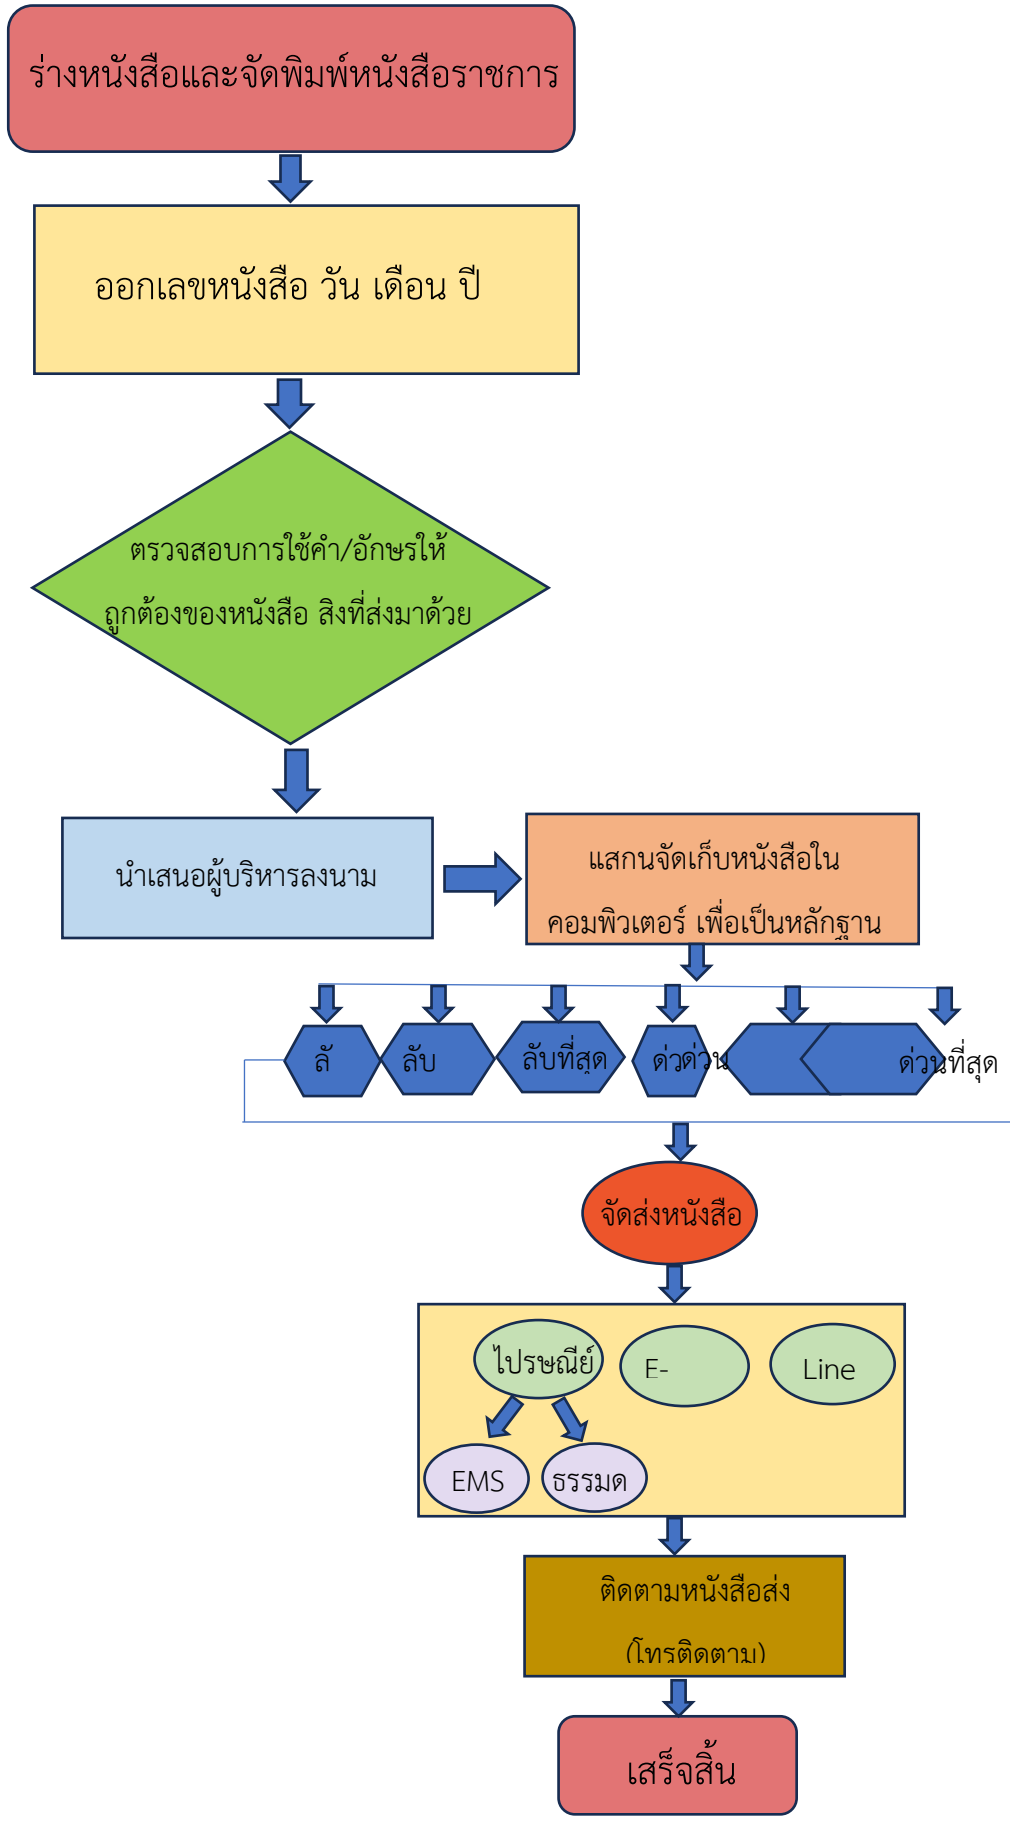 ร่างหนังสือและจัดพิมพ์หนังสือราชการ
ออกเลขหนังสือ วัน เดือน ปี
ตรวจสอบการใช้คำ/อักษรให้
ถูกต้องของหนังสือ สิงที่ส่งมาด้วย
นำเสนอผู้บริหารลงนาม
แสกนจัดเก็บหนังสือใน
คอมพิวเตอร์ เพื่อเป็นหลักฐาน
ลั
ลับ
ลับที่สุด
ด่ว
ด่วน
ด่วนที่สุด
จัดส่งหนังสือ
ไปรษณีย์
E-
Line
EMS
ธรรมด
ติดตามหนังสือส่ง
(โทรติดตาม)
เสร็จสิ้น